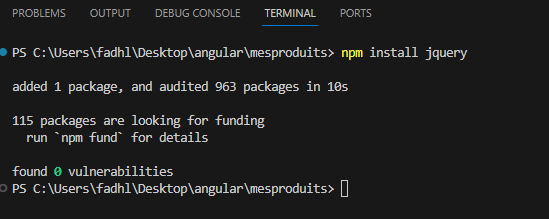 PROBLEMS OUTPUT DEBUG CONSOLE TERMINAL PORTS
PS C:\Users\fadhl\Desktop\angular\mesproduits> npm install jquery
added 1 package, and audited 963 packages in 10s
115 packages are looking for funding
run `npm fund` for details
found 0 vulnerabilities
PS C:\Users\fadhl\Desktop\angular\mesproduits>